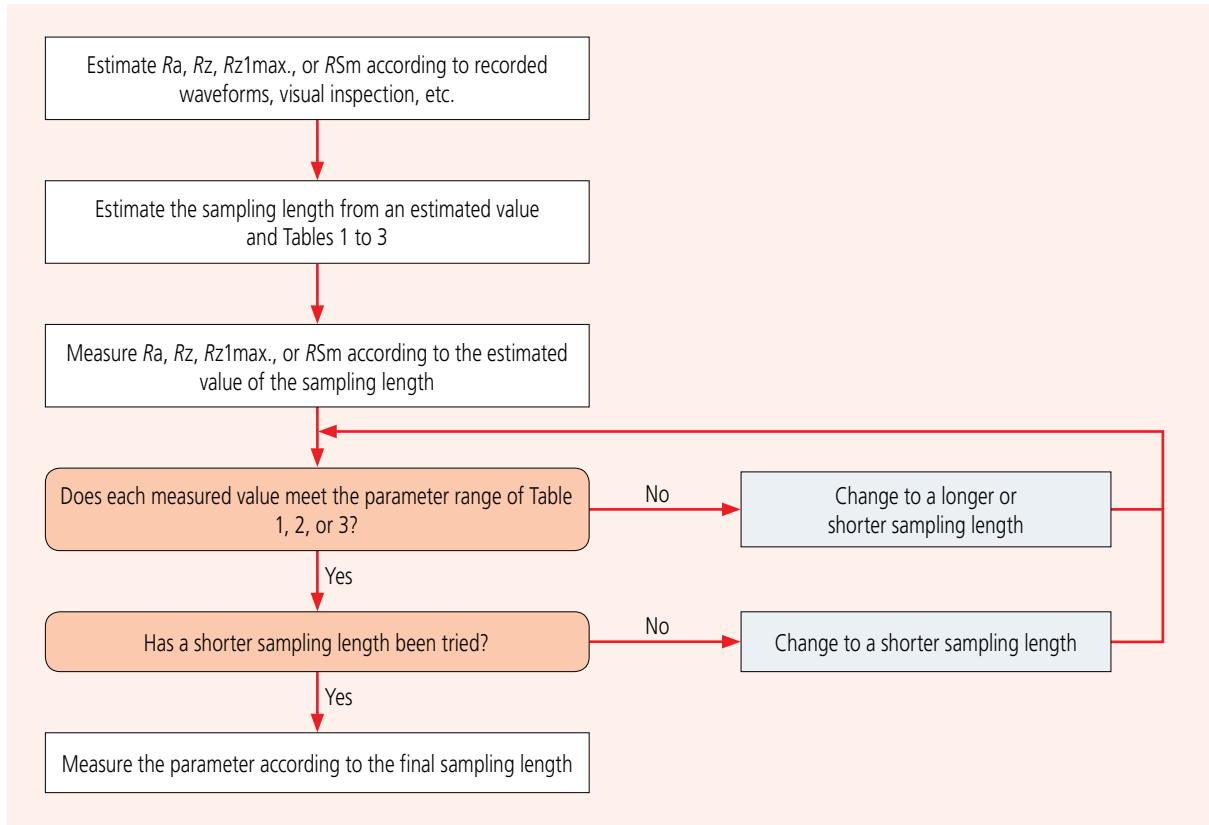 Estimate Ra, Rz, Rz1max., or RSm according to recorded
waveforms, visual inspection, etc.
Estimate the sampling length from an estimated value
and Tables 1 to 3
Measure Ra, Rz, Rz1max., or RSm according to the estimated
value of the sampling length
Does each measured value meet the parameter range of Table
1, 2, or 3?
No
Change to a longer or
shorter sampling length
Yes
Has a shorter sampling length been tried?
No
Change to a shorter sampling length
Yes
Measure the parameter according to the final sampling length